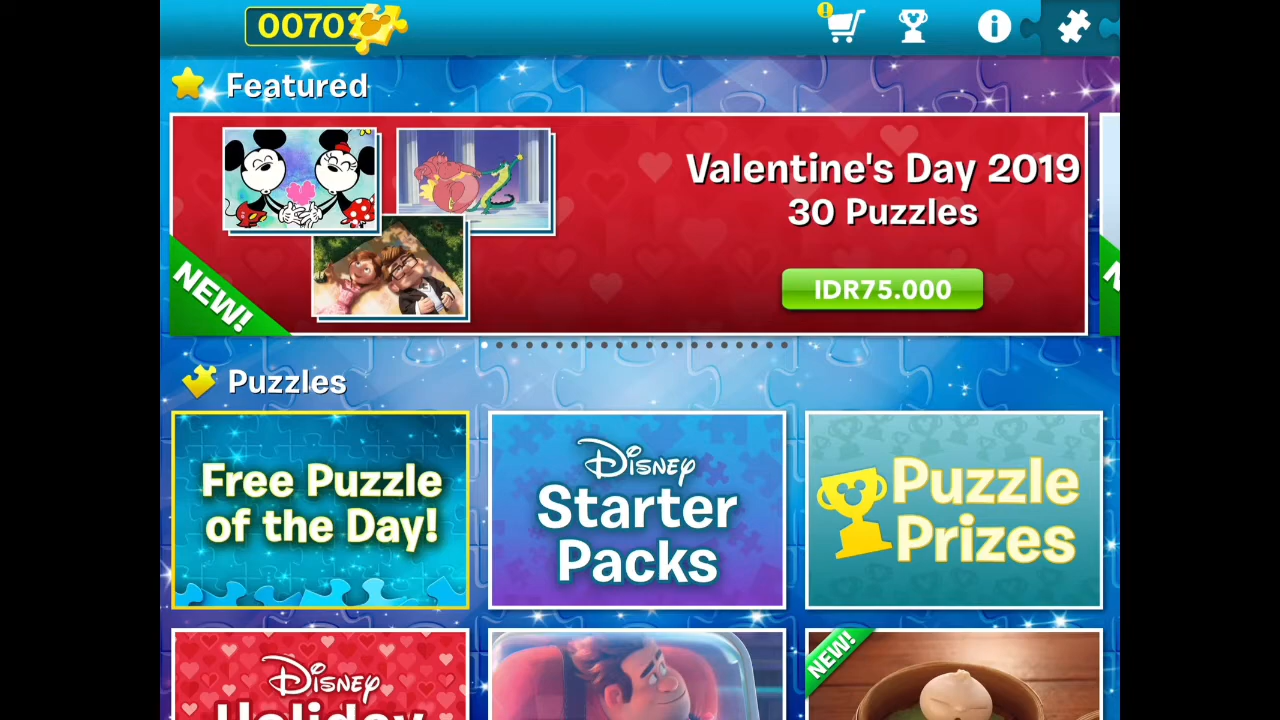 0070
Featured
Valentine's Day 2019
30 Puzzles
IDR75.000
NEW!
Puzzles
Free Puzzle
of the Day!
Disney
Starter
Packs
Puzzle
Prizes
Disney
Holiday
NEW!